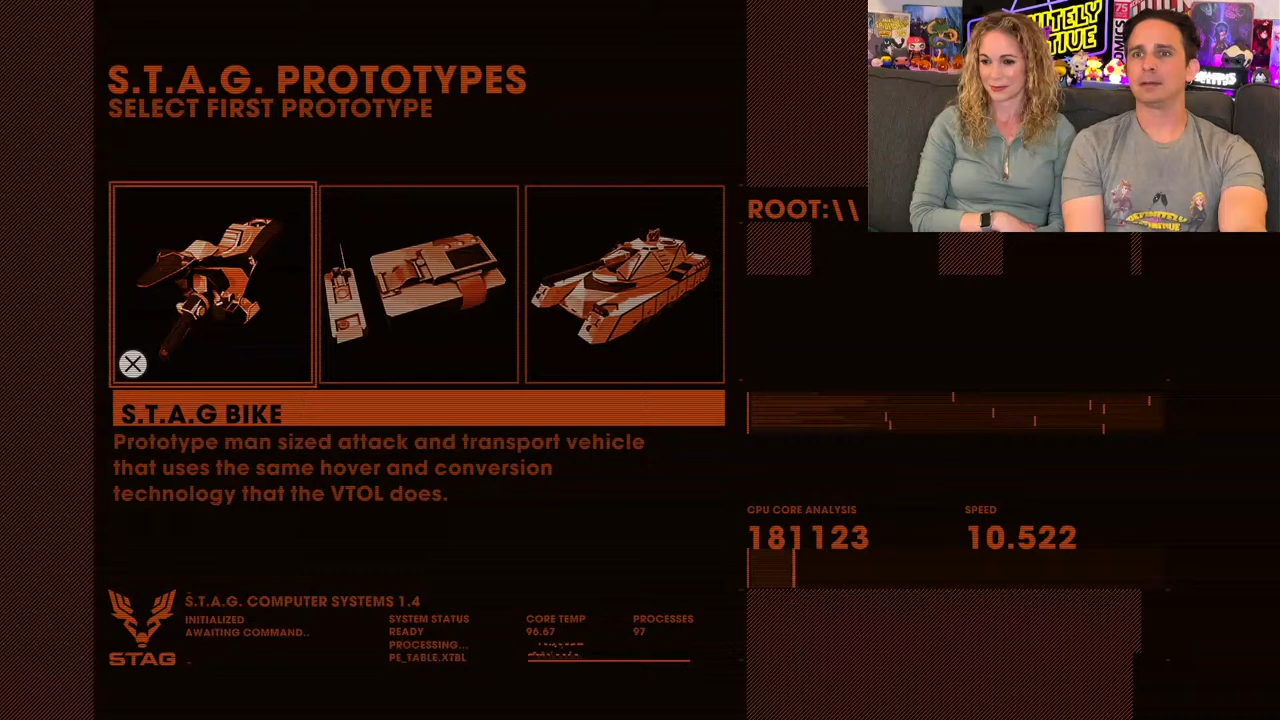 S.T.A.G. PROTOTYPES
SELECT FIRST PROTOTYPE
ROOT:\\
S.T.A.G BIKE
Prototype man sized attack and transport vehicle
that uses the same hover and conversion
technology that the VTOL does.
CPU CORE ANALYSIS
181123
SPEED
10.522
S.T.A.G. COMPUTER SYSTEMS 1.4
INITIALIZED
AWAITING COMMAND..
SYSTEM STATUS
READY
PROCESSING...
PE_TABLE.XTBL
CORE TEMP
96.67
PROCESSES
97
STAG
75